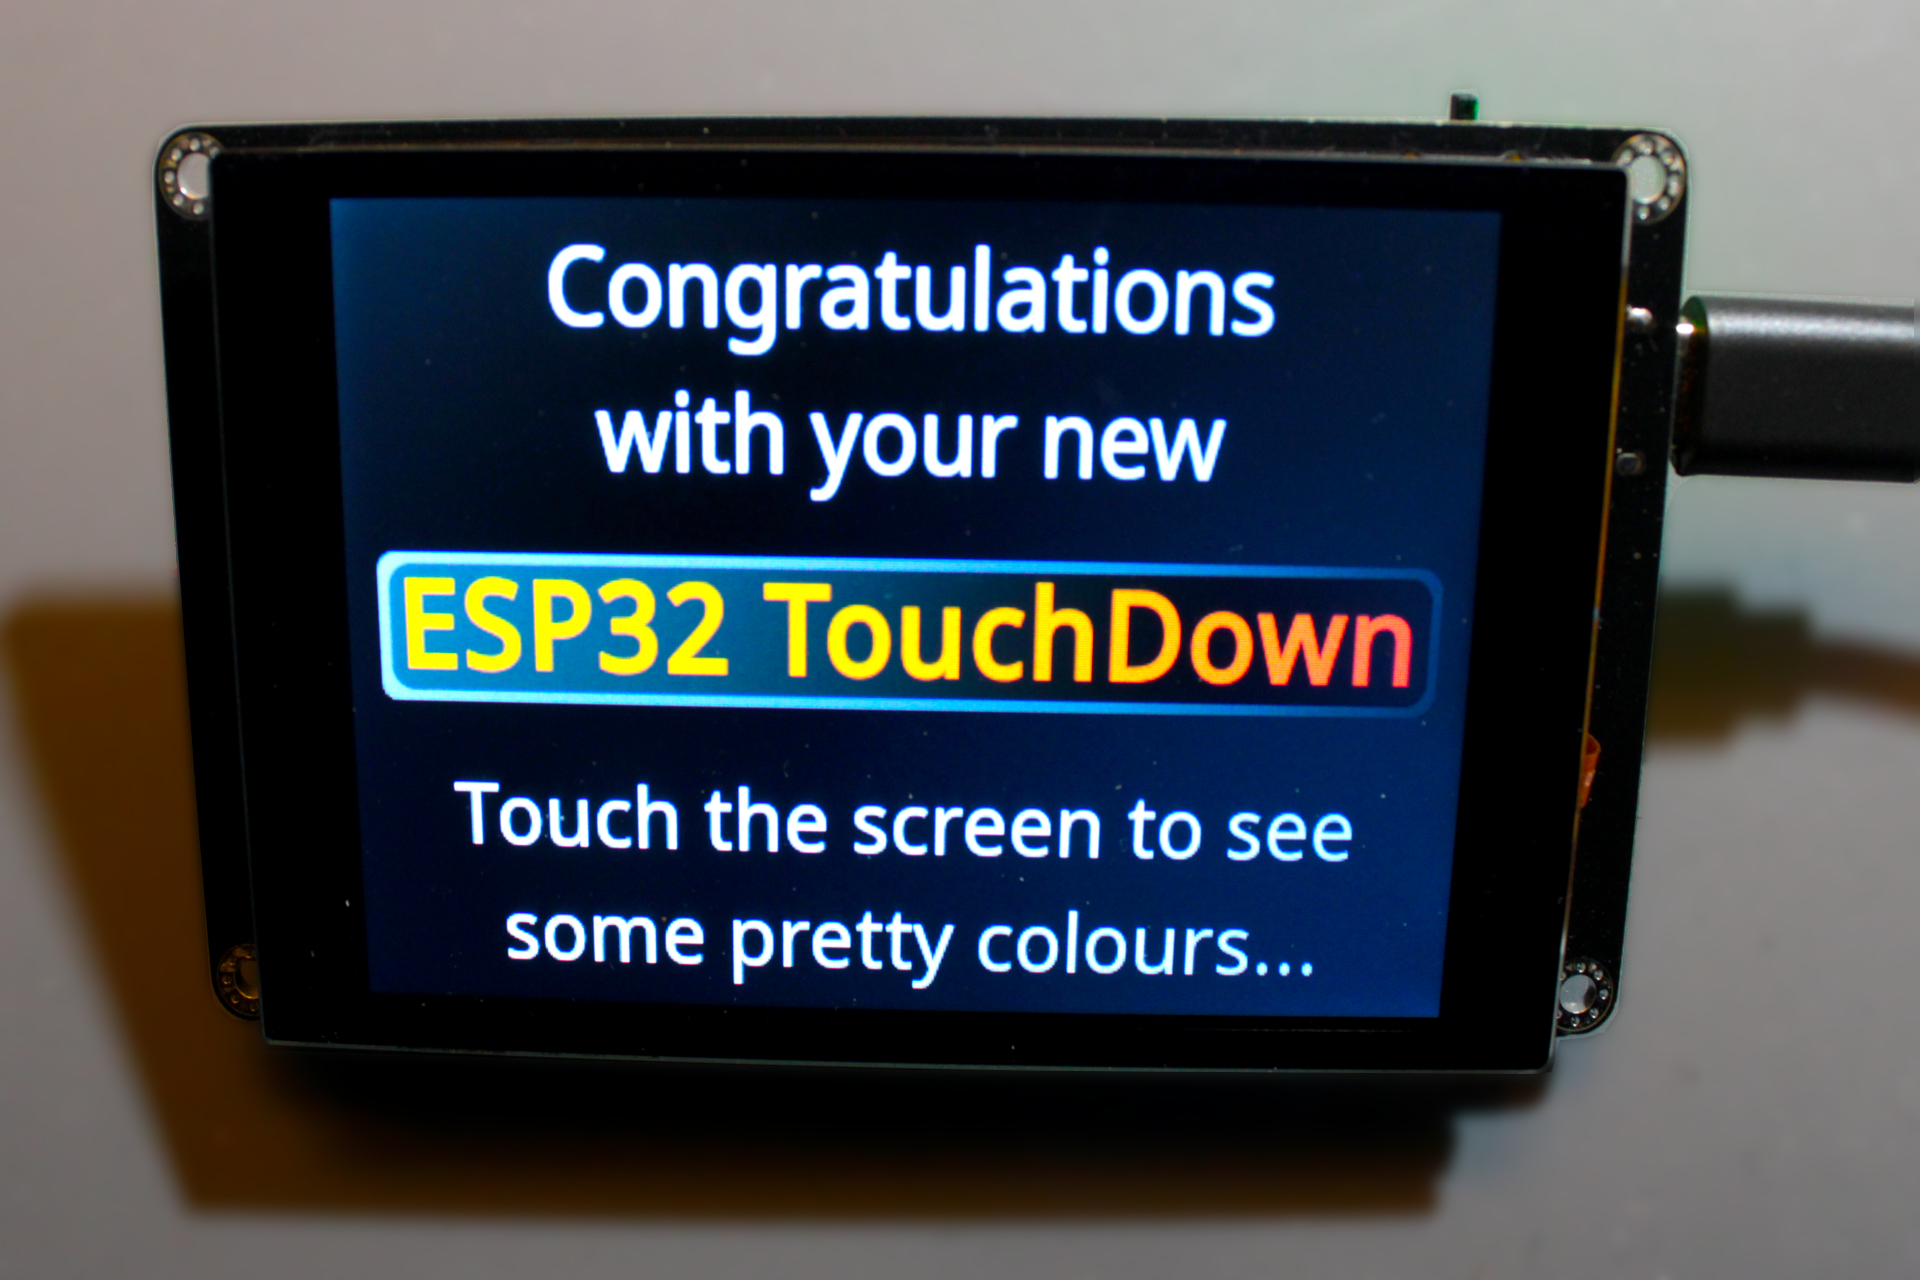 Congratulations
with your new
ESP32 TouchDown
Touch the screen to see
some pretty colours...